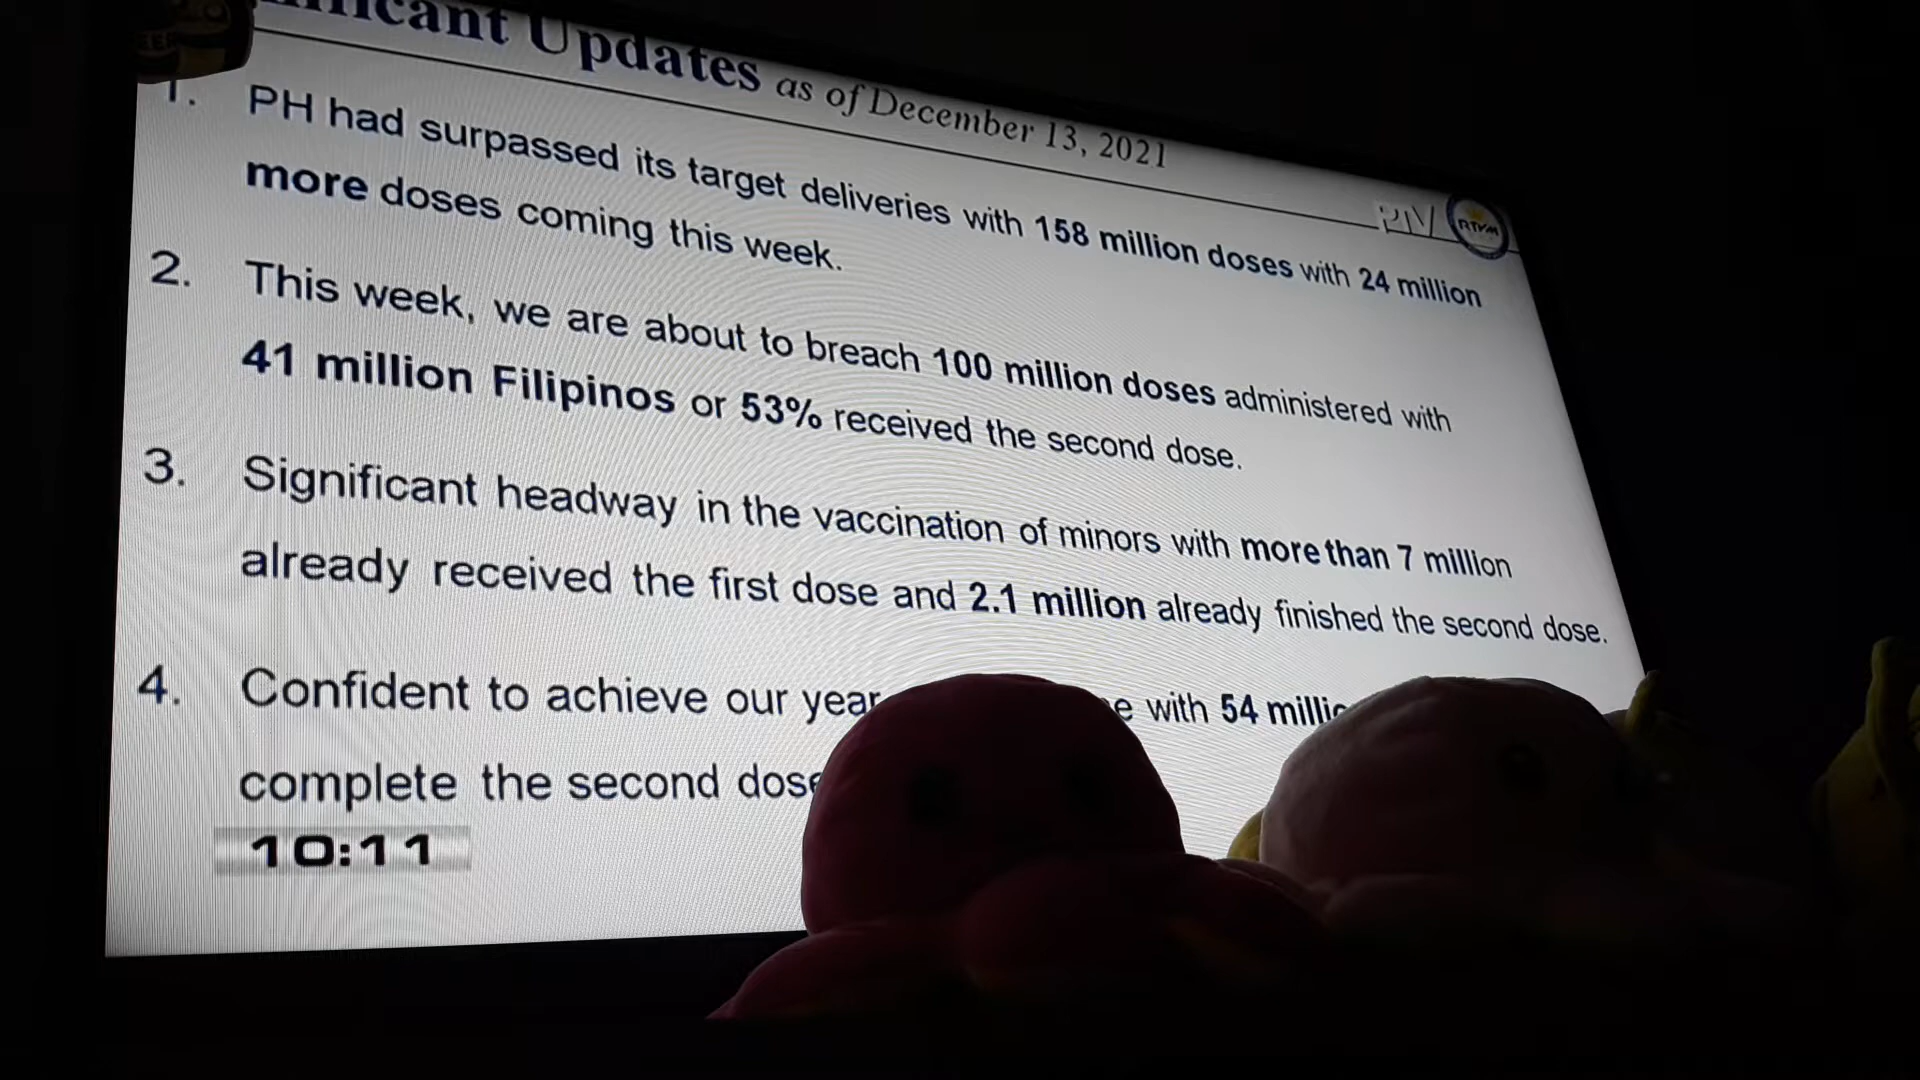 Updates as of December 13, 2021
PTV RTVM
1. PH had surpassed its target deliveries with 158 million doses with 24 million
more doses coming this week.
2. This week, we are about to breach 100 million doses administered with
41 million Filipinos or 53% received the second dose.
3. Significant headway in the vaccination of minors with more than 7 million
already received the first dose and 2.1 million already finished the second dose.
4. Confident to achieve our year with 54
complete the second dose
10:11